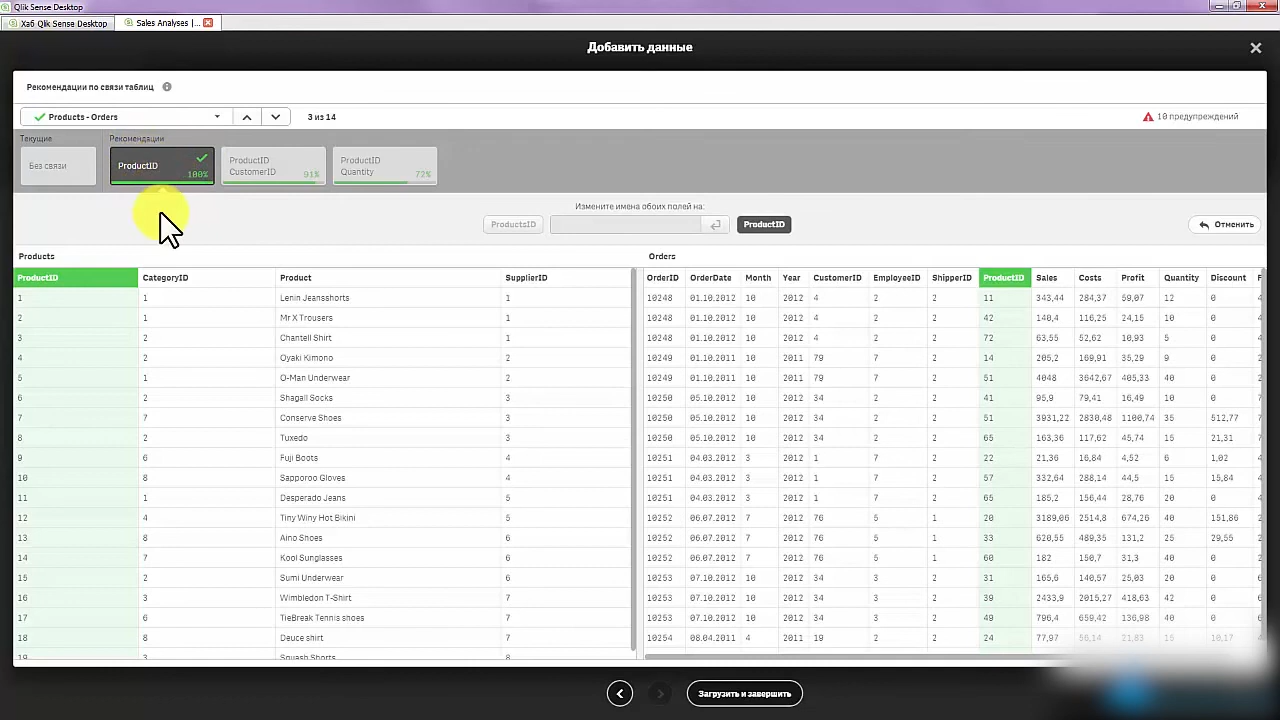 Qlik Sense Desktop
Хаб Qlik Sense Desktop
Sales Analyses |...
Добавить данные
Рекомендации по связи таблиц
Products - Orders
3 из 14
10 предупреждений
Текущие
Рекомендации
Без связи
ProductID
100%
ProductID
CustomerID
91%
ProductID
Quantity
72%
Измените имена обоих полей на:
ProductsID
ProductID
Отменить
Products
Orders
ProductID CategoryID Product SupplierID
1 1 Lenin Jeansshorts 1
2 1 Mr X Trousers 1
3 2 Chantell Shirt 1
4 2 Oyaki Kimono 2
5 1 O-Man Underwear 2
6 2 Shagall Socks 3
7 7 Conserve Shoes 3
8 2 Tuxedo 3
9 6 Fuji Boots 4
10 8 Sapporoo Gloves 4
11 1 Desperado Jeans 5
12 4 Tiny Winy Hot Bikini 5
13 8 Aino Shoes 6
14 7 Kool Sunglasses 6
15 2 Sumi Underwear 6
16 3 Wimbledon T-Shirt 7
17 6 TieBreak Tennis shoes 7
18 8 Deuce shirt 7
19 3 Squash Shorts 8
OrderID OrderDate Month Year CustomerID EmployeeID ShipperID ProductID Sales Costs Profit Quantity Discount F
10248 01.10.2012 10 2012 4 2 2 11 343,44 284,37 59,07 12 0
10248 01.10.2012 10 2012 4 2 2 42 140,4 116,25 24,15 10 0
10248 01.10.2012 10 2012 4 2 2 72 63,55 52,62 10,93 5 0
10249 01.10.2011 10 2011 79 7 2 14 205,2 169,91 35,29 9 0
10249 01.10.2011 10 2011 79 7 2 51 4048 3642,67 405,33 40 0
10250 05.10.2012 10 2012 34 2 2 41 95,9 79,41 16,49 10 0
10250 05.10.2012 10 2012 34 2 2 51 3931,22 2830,48 1100,74 35 512,77
10250 05.10.2012 10 2012 34 2 2 65 163,36 117,62 45,74 15 21,31
10251 04.03.2012 3 2012 1 7 2 22 21,36 16,84 4,52 6 1,02
10251 04.03.2012 3 2012 1 7 2 57 332,64 288,14 44,5 15 15,84
10251 04.03.2012 3 2012 1 7 2 65 185,2 156,44 28,76 20 0
10252 06.07.2012 7 2012 76 5 1 20 3189,06 2514,8 674,26 40 151,86
10252 06.07.2012 7 2012 76 5 1 33 620,55 489,35 131,2 25 29,55
10252 06.07.2012 7 2012 76 5 1 60 182 150,7 31,3 40 0
10253 07.10.2012 10 2012 34 3 2 31 165,6 140,57 25,03 20 0
10253 07.10.2012 10 2012 34 3 2 39 2433,9 2015,27 418,63 42 0
10253 07.10.2012 10 2012 34 3 2 49 796,4 659,42 136,98 40 0
10254 08.04.2011 4 2011 19 2 2 24 77,97 56,14 21,83 15 10,17
Загрузить и завершить